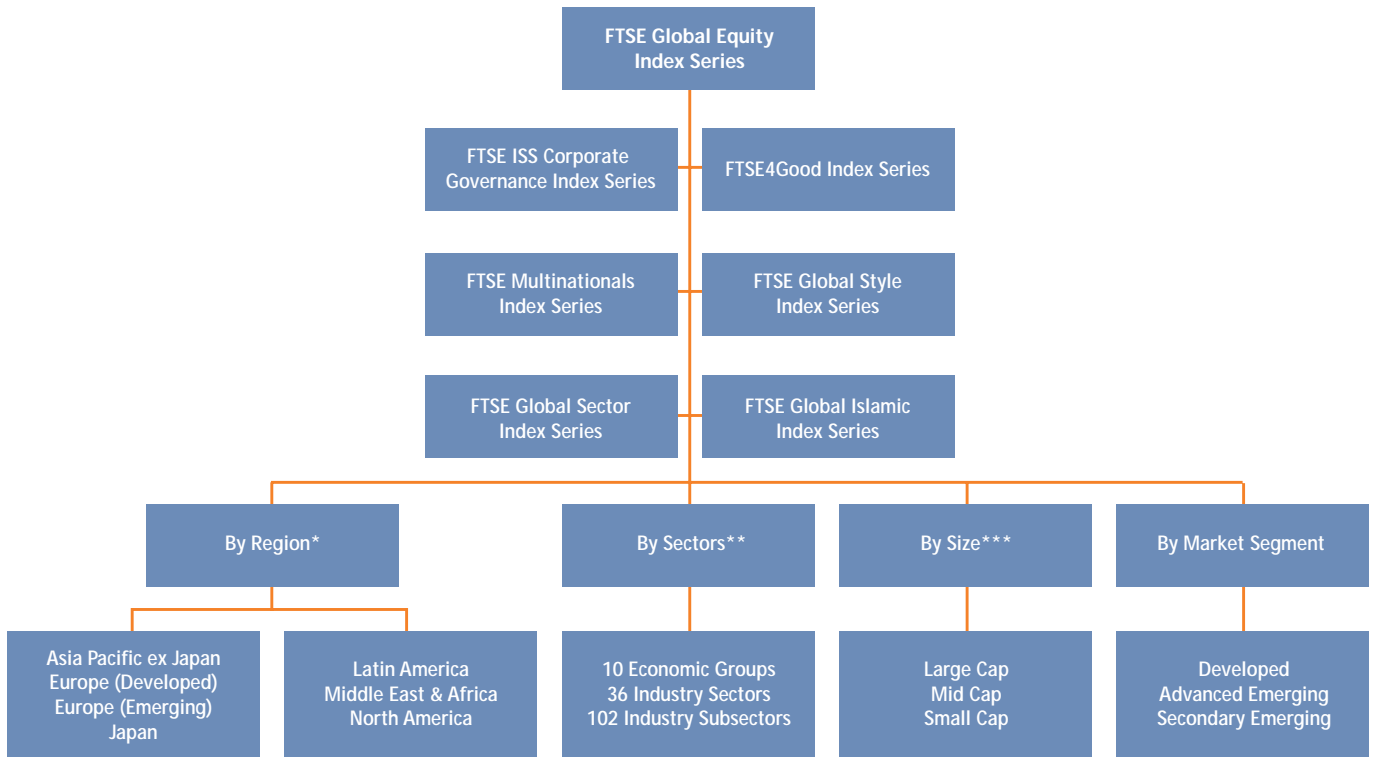 FTSE Global Equity
Index Series
FTSE ISS Corporate
Governance Index Series
FTSE4Good Index Series
FTSE Multinationals
Index Series
FTSE Global Style
Index Series
FTSE Global Sector
Index Series
FTSE Global Islamic
Index Series
By Region*
By Sectors**
By Size***
By Market Segment
Asia Pacific ex Japan
Europe (Developed)
Europe (Emerging)
Japan
Latin America
Middle East & Africa
North America
10 Economic Groups
36 Industry Sectors
102 Industry Subsectors
Large Cap
Mid Cap
Small Cap
Developed
Advanced Emerging
Secondary Emerging